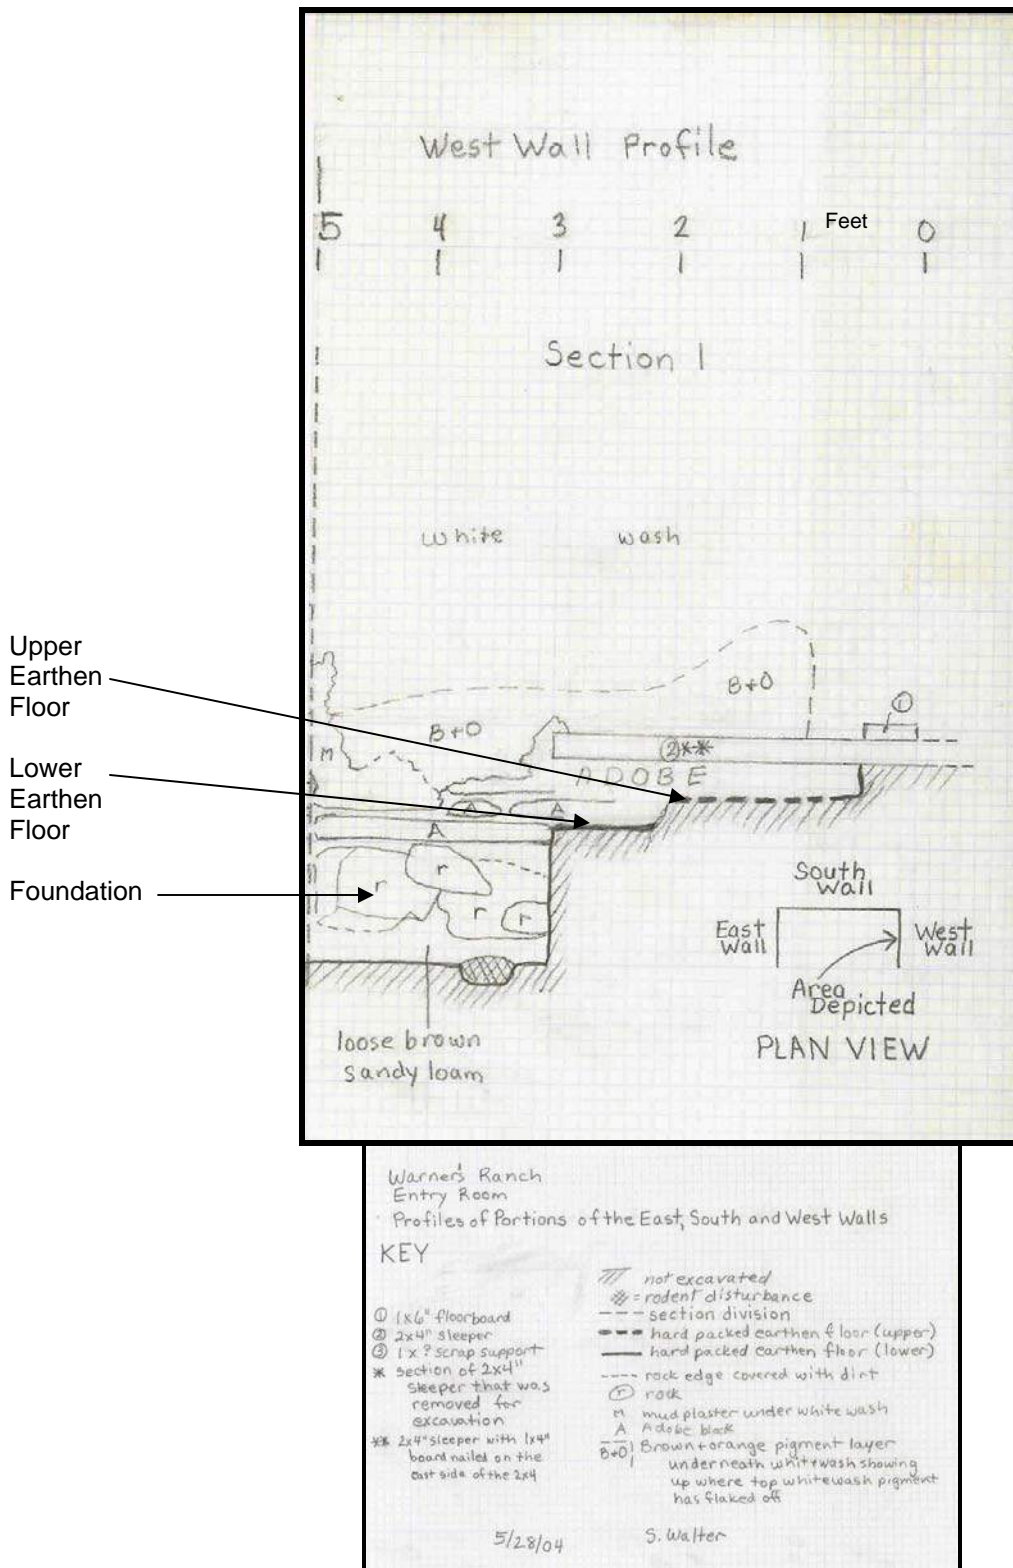 West Wall Profile
5 4 3 2 1 Feet 0
Section 1
White wash
Upper
Earthen
Floor
B+O
①
B+O
M
②**
ADOBE
Lower
Earthen
Floor
A A
A
Foundation
r r
r r
South
Wall
East
Wall
West
Wall
Area
Depicted
PLAN VIEW
loose brown
sandy loam
Warner's Ranch
Entry Room
Profiles of Portions of the East, South and West Walls
KEY
① 1x6" floorboard
② 2x4" sleeper
③ 1x? scrap support
* section of 2x4"
sleeper that was
removed for
excavation
** 2x4" sleeper with 1x4"
board nailed on the
east side of the 2x4
not excavated
= rodent disturbance
section division
hard packed earthen floor (upper)
hard packed earthen floor (lower)
rock edge covered with dirt
r rock
M mud plaster under white wash
A Adobe block
B+O Brown + orange pigment layer
underneath whitewash showing
up where top whitewash pigment
has flaked off
5/28/04 S. Walter